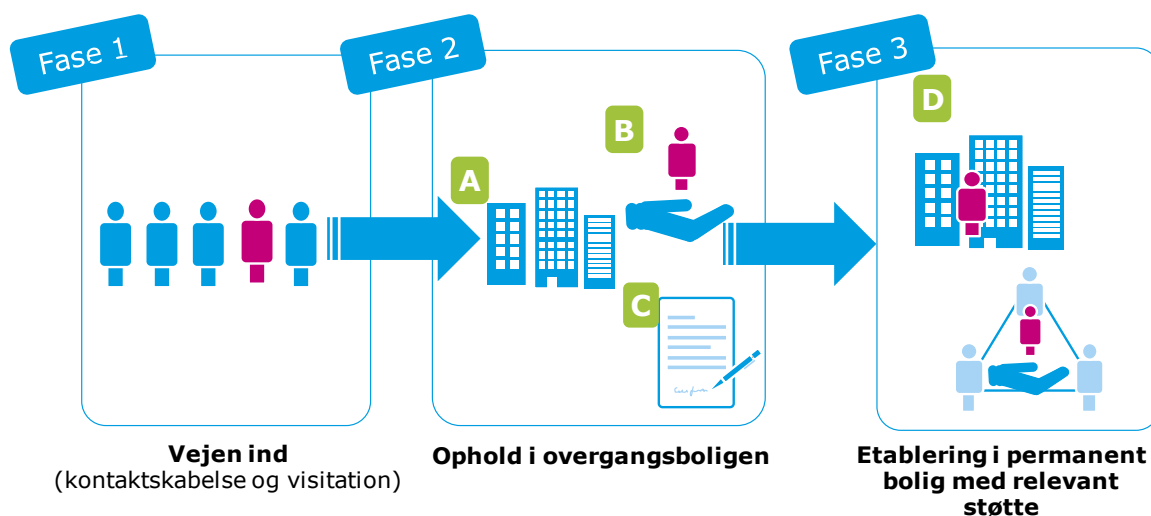 Fase 1
Fase 2
Fase 3
A
B
C
D
Vejen ind
(kontaktskabelse og visitation)
Ophold i overgangsboligen
Etablering i permanent
bolig med relevant
støtte